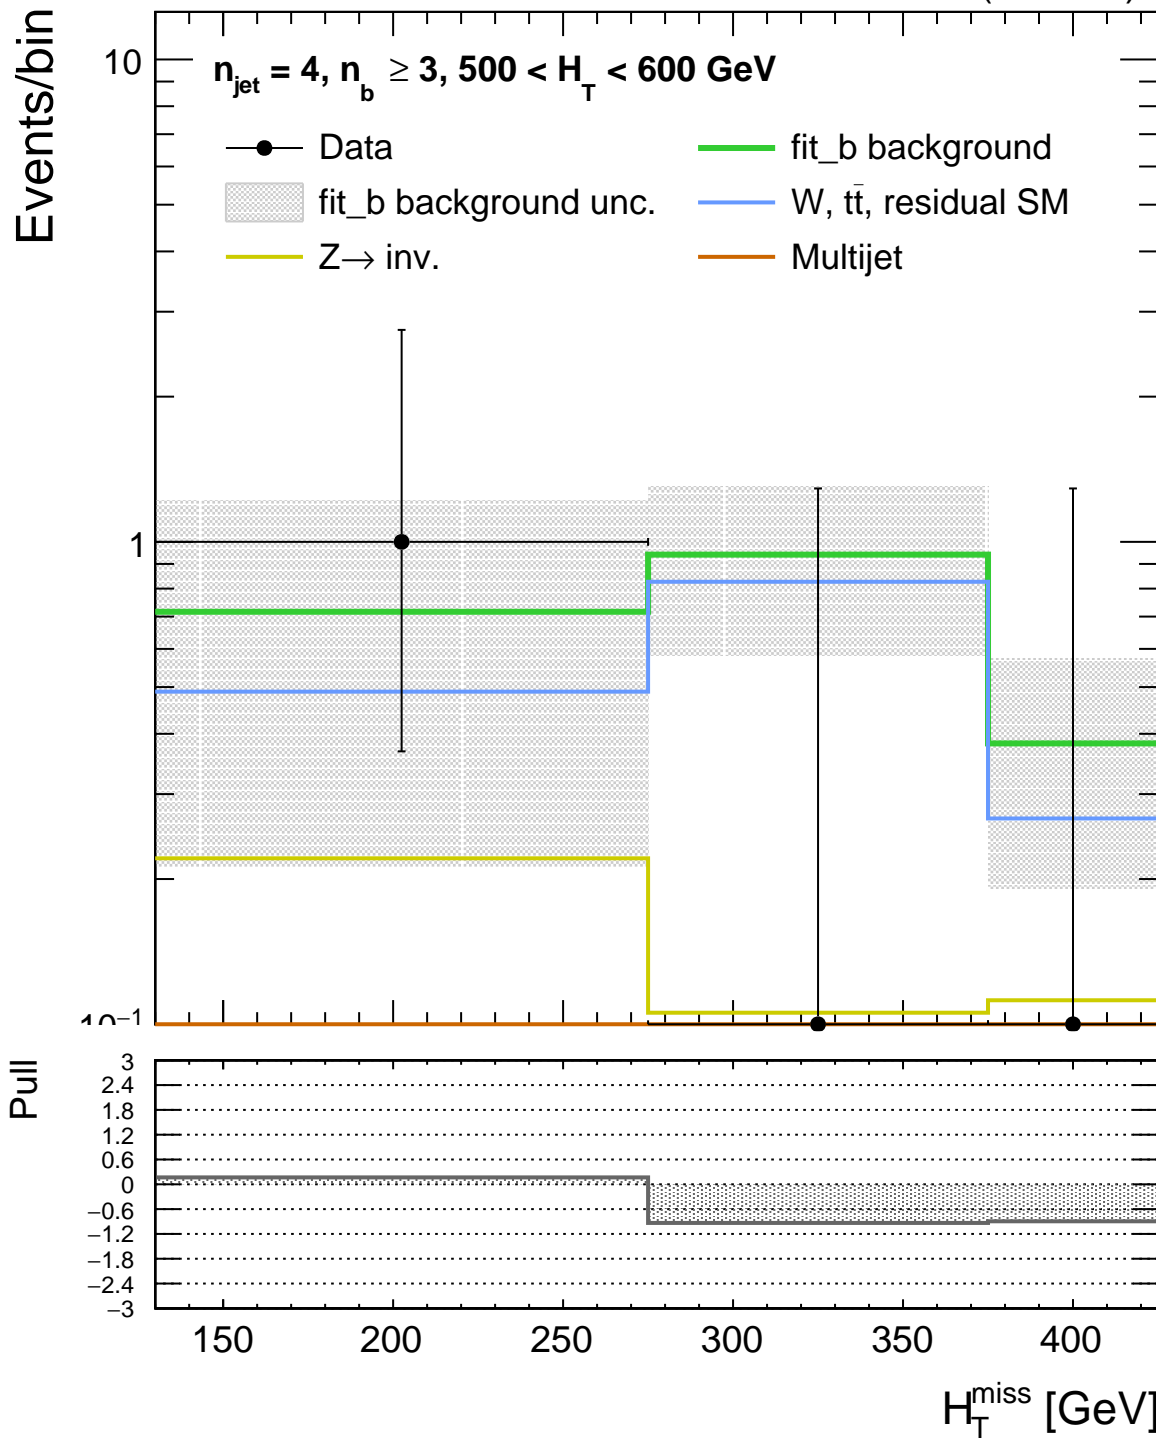 Events/bin
10
n_jet = 4, n_b ≥ 3, 500 < H_T < 600 GeV
Data
fit_b background
fit_b background unc.
W, tt̄, residual SM
Z→ inv.
Multijet
1
10⁻¹
Pull
3
2.4
1.8
1.2
0.6
0
−0.6
−1.2
−1.8
−2.4
−3
150 200 250 300 350 400
H_T^miss [GeV]